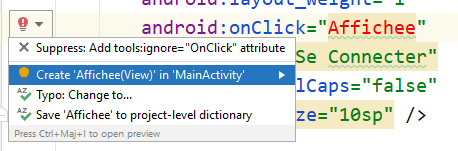 android:layout_weight="1"
android:onClick="Affichee"
Suppress: Add tools:ignore="OnClick" attribute
Se Connecter"
Create 'Affichee(View)' in 'MainActivity'
Typo: Change to...
lCaps="false"
Save 'Affichee' to project-level dictionary
ze="10sp" />
Press Ctrl+Maj+I to open preview